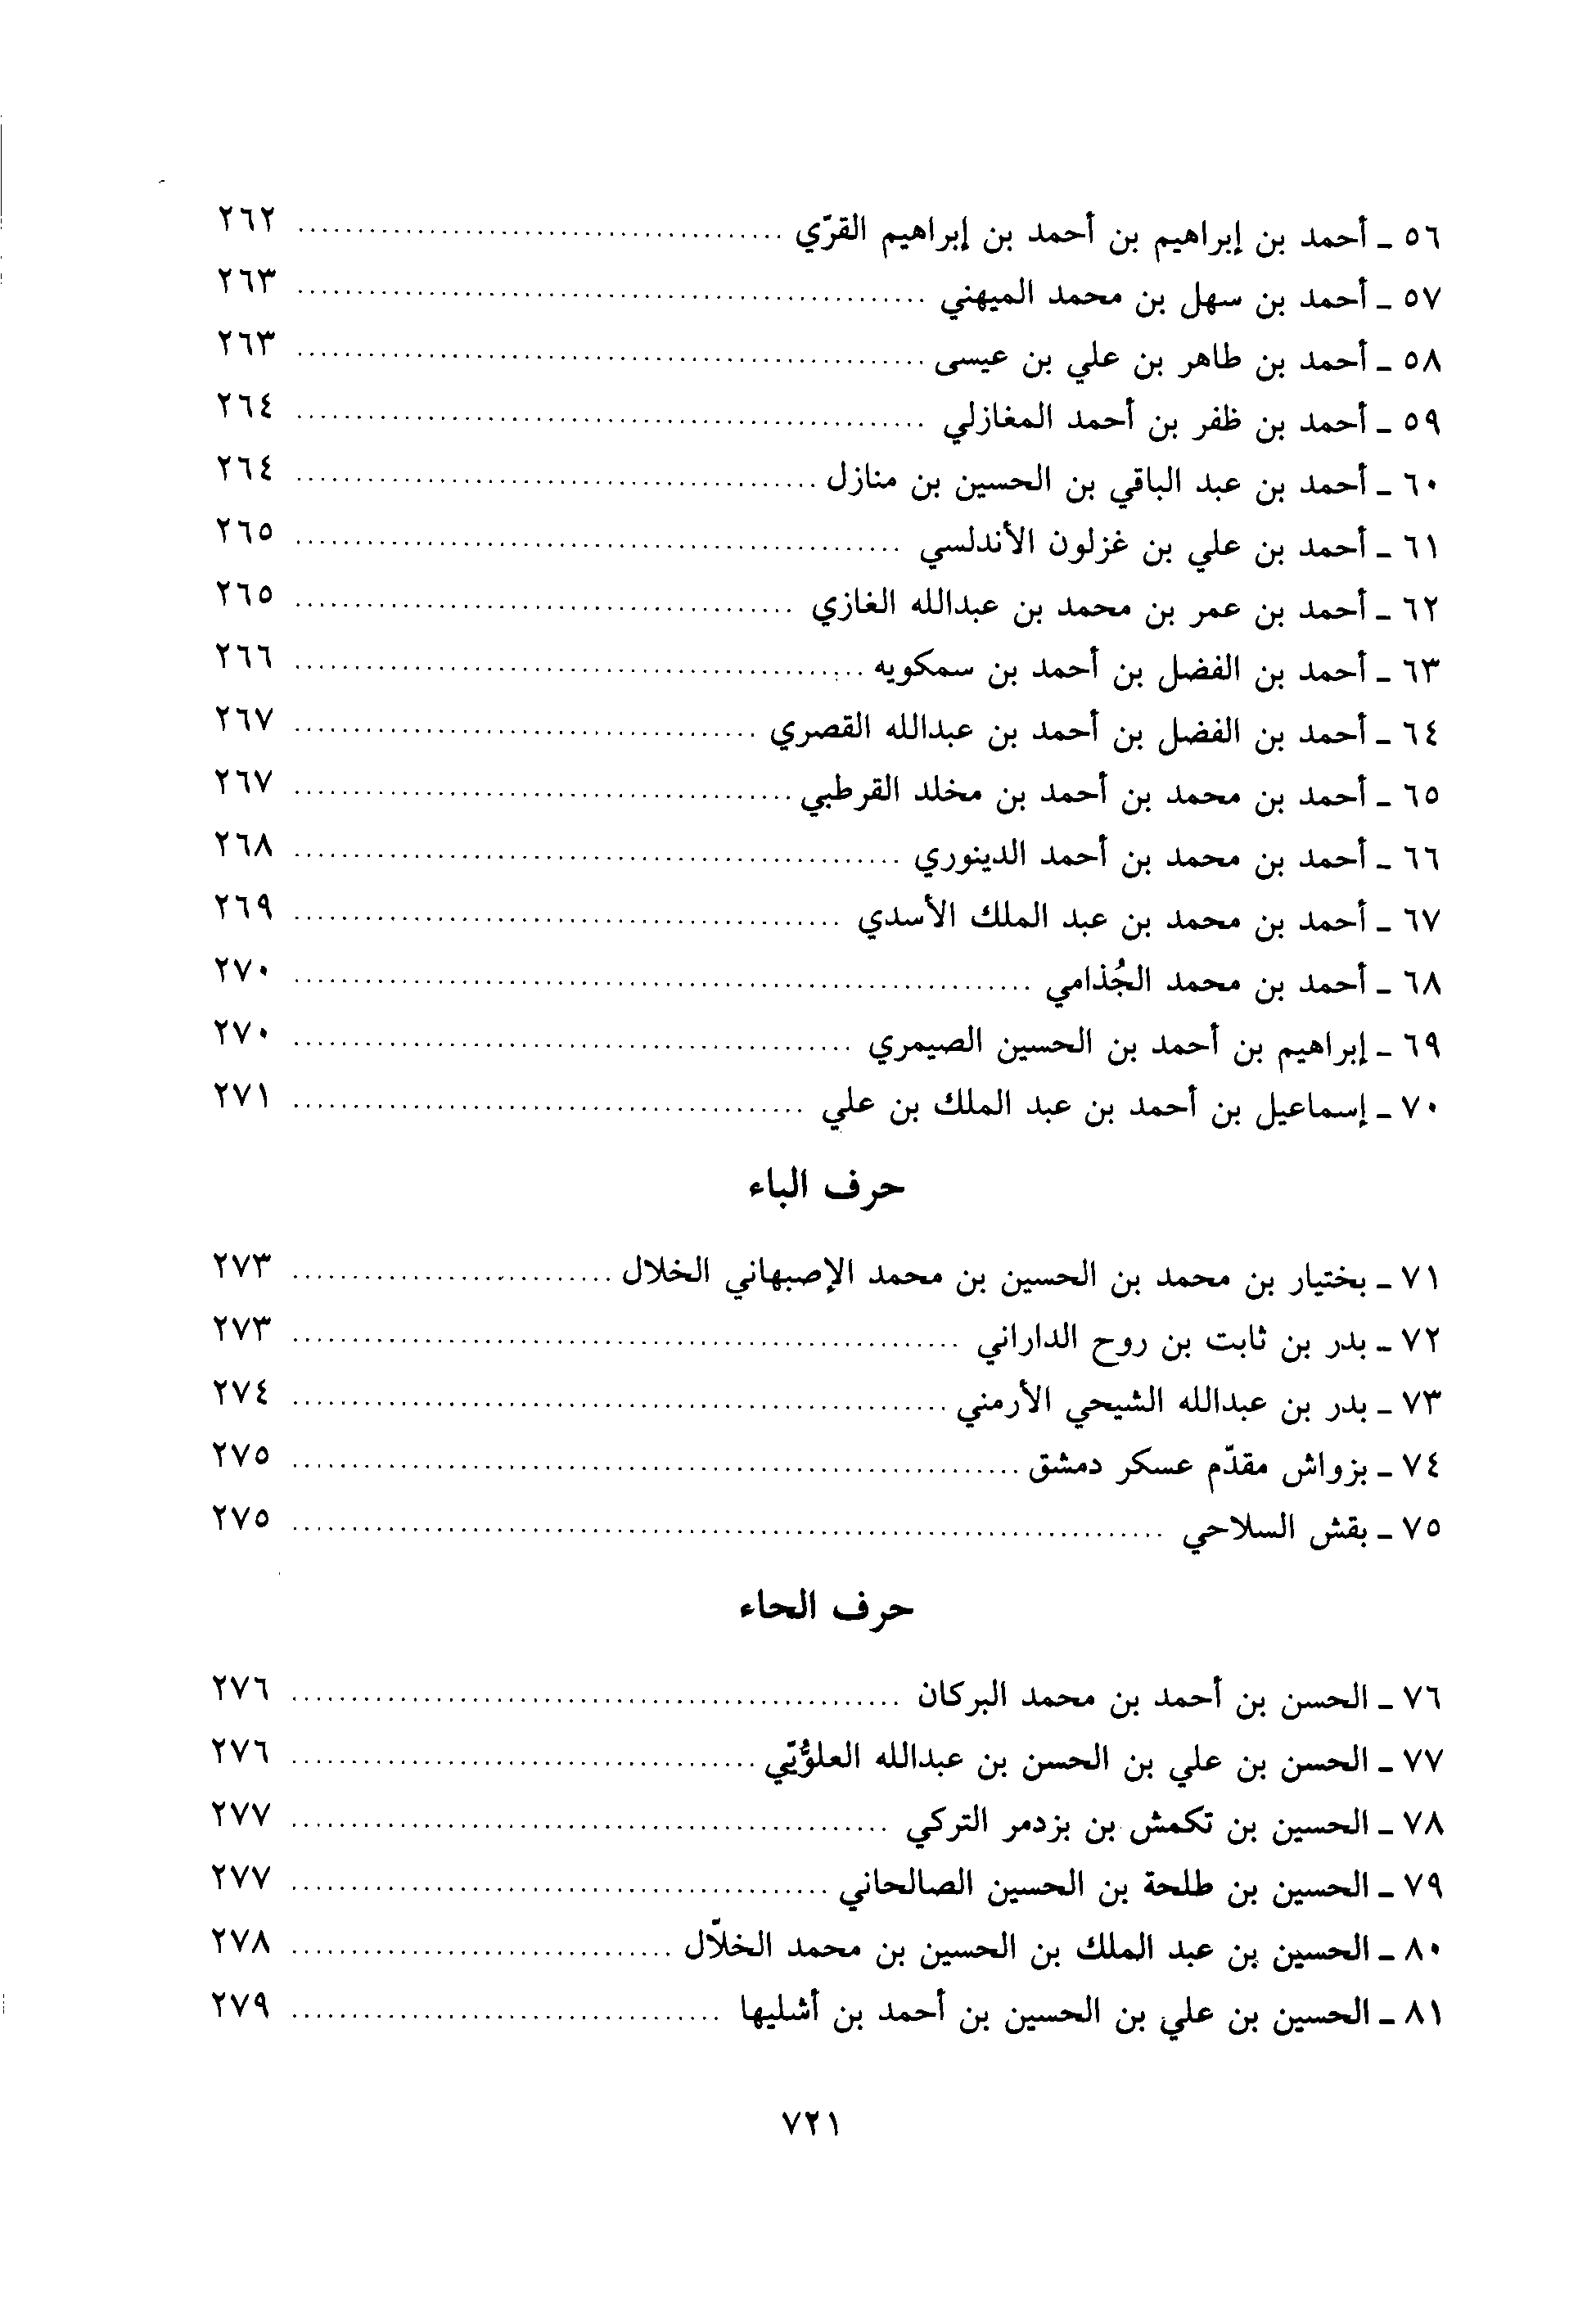 ٥٦ ـ أحمد بن إبراهيم بن أحمد بن إبراهيم القرّي ........................................ ٢٦٢
٥٧ ـ أحمد بن سهل بن محمد الميهني ........................................ ٢٦٣
٥٨ ـ أحمد بن طاهر بن علي بن عيسى ........................................ ٢٦٣
٥٩ ـ أحمد بن ظفر بن أحمد المغازلي ........................................ ٢٦٤
٦٠ ـ أحمد بن عبد الباقي بن الحسين بن منازل ........................................ ٢٦٤
٦١ ـ أحمد بن علي بن غزلون الأندلسي ........................................ ٢٦٥
٦٢ ـ أحمد بن عمر بن محمد بن عبدالله الغازي ........................................ ٢٦٥
٦٣ ـ أحمد بن الفضل بن أحمد بن سمكويه ........................................ ٢٦٦
٦٤ ـ أحمد بن الفضل بن أحمد بن عبدالله القصري ........................................ ٢٦٧
٦٥ ـ أحمد بن محمد بن أحمد بن مخلد القرطبي ........................................ ٢٦٧
٦٦ ـ أحمد بن محمد بن أحمد الدينوري ........................................ ٢٦٨
٦٧ ـ أحمد بن محمد بن عبد الملك الأسدي ........................................ ٢٦٩
٦٨ ـ أحمد بن محمد الجُذامي ........................................ ٢٧٠
٦٩ ـ إبراهيم بن أحمد بن الحسين الصيمري ........................................ ٢٧٠
٧٠ ـ إسماعيل بن أحمد بن عبد الملك بن علي ........................................ ٢٧١
حرف الباء
٧١ ـ بختيار بن محمد بن الحسين بن محمد الإصبهاني الخلال ........................................ ٢٧٣
٧٢ ـ بدر بن ثابت بن روح الداراني ........................................ ٢٧٣
٧٣ ـ بدر بن عبدالله الشيحي الأرمني ........................................ ٢٧٤
٧٤ ـ بزواش مقدّم عسكر دمشق ........................................ ٢٧٥
٧٥ ـ بقش السلاحي ........................................ ٢٧٥
حرف الحاء
٧٦ ـ الحسن بن أحمد بن محمد البركان ........................................ ٢٧٦
٧٧ ـ الحسن بن علي بن الحسن بن عبدالله العلوُّيّي ........................................ ٢٧٦
٧٨ ـ الحسين بن تكمش بن بزدمر التركي ........................................ ٢٧٧
٧٩ ـ الحسين بن طلحة بن الحسين الصالحاني ........................................ ٢٧٧
٨٠ ـ الحسين بن عبد الملك بن الحسين بن محمد الخلاّل ........................................ ٢٧٨
٨١ ـ الحسين بن علي بن الحسين بن أحمد بن أشليها ........................................ ٢٧٩
٧٢١